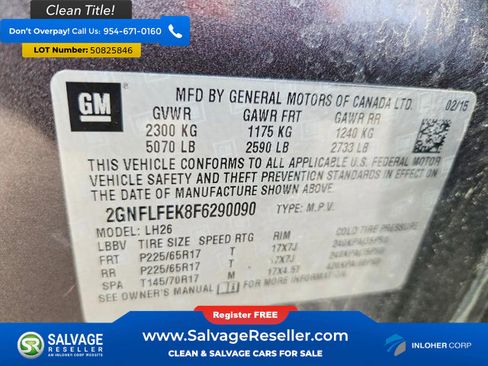 Clean Title!
Don't Overpay! Call Us: 954-671-0160
LOT Number: 50825846
GM
MFD BY GENERAL MOTORS OF CANADA LTD. 02/15
GVWR GAWR FRT GAWR RR
2300 KG 1175 KG 1240 KG
5070 LB 2590 LB 2733 LB
THIS VEHICLE CONFORMS TO ALL APPLICABLE U.S. FEDERAL MOTOR
VEHICLE SAFETY AND THEFT PREVENTION STANDARDS IN EFFECT ON THE DATE
OF MANUFACTURE SHOWN ABOVE.
2GNFLFEK8F6290090 TYPE: M.P.V.
MODEL: LH26
LBBV TIRE SIZE SPEED RTG RIM COLD TIRE PRESSURE
FRT P225/65R17 T 17X7J
RR P225/65R17 T 17X7J
SPA T145/70R17 M 17X4.5T
SEE OWNER'S MANUAL FOR MORE INFORMATION.
Register FREE
SALVAGE
RESELLER
AN INLOHER CORP WEBSITE
www.SalvageReseller.com
CLEAN & SALVAGE CARS FOR SALE
INLOHER CORP